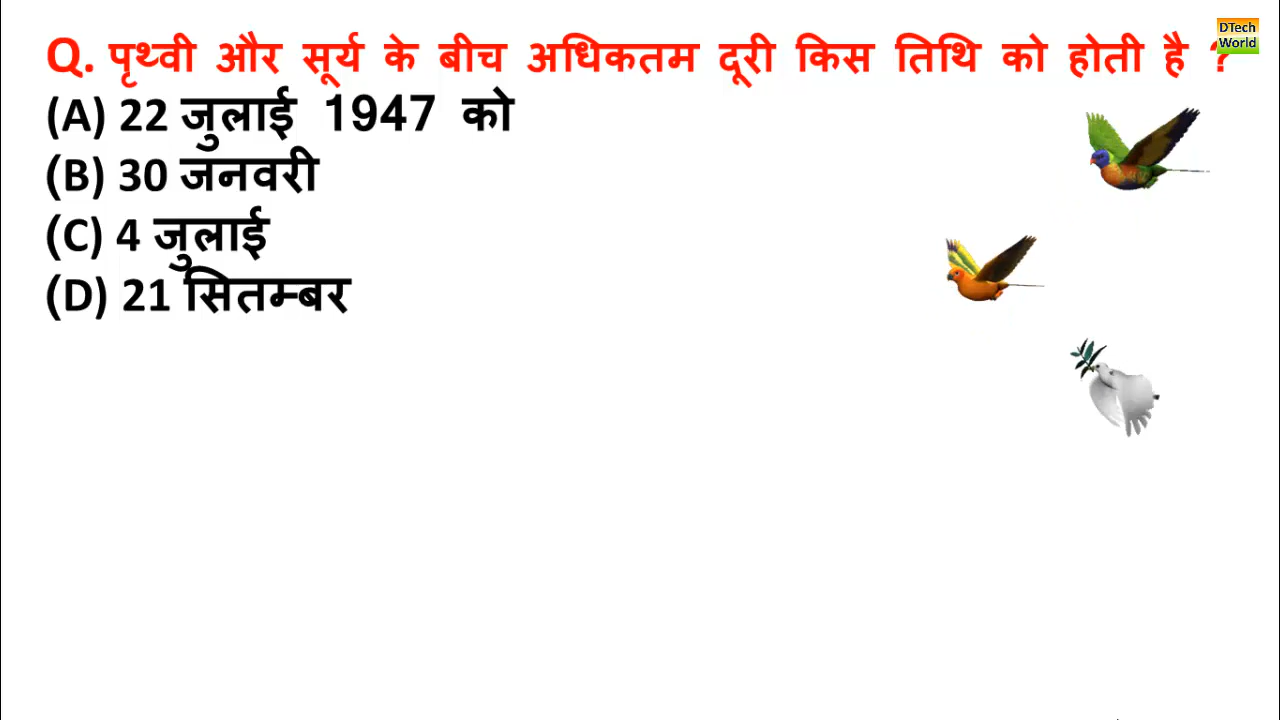 Q. पृथ्वी और सूर्य के बीच अधिकतम दूरी किस तिथि को होती है ?
DTech
World
(A) 22 जुलाई 1947 को
(B) 30 जनवरी
(C) 4 जुलाई
(D) 21 सितम्बर